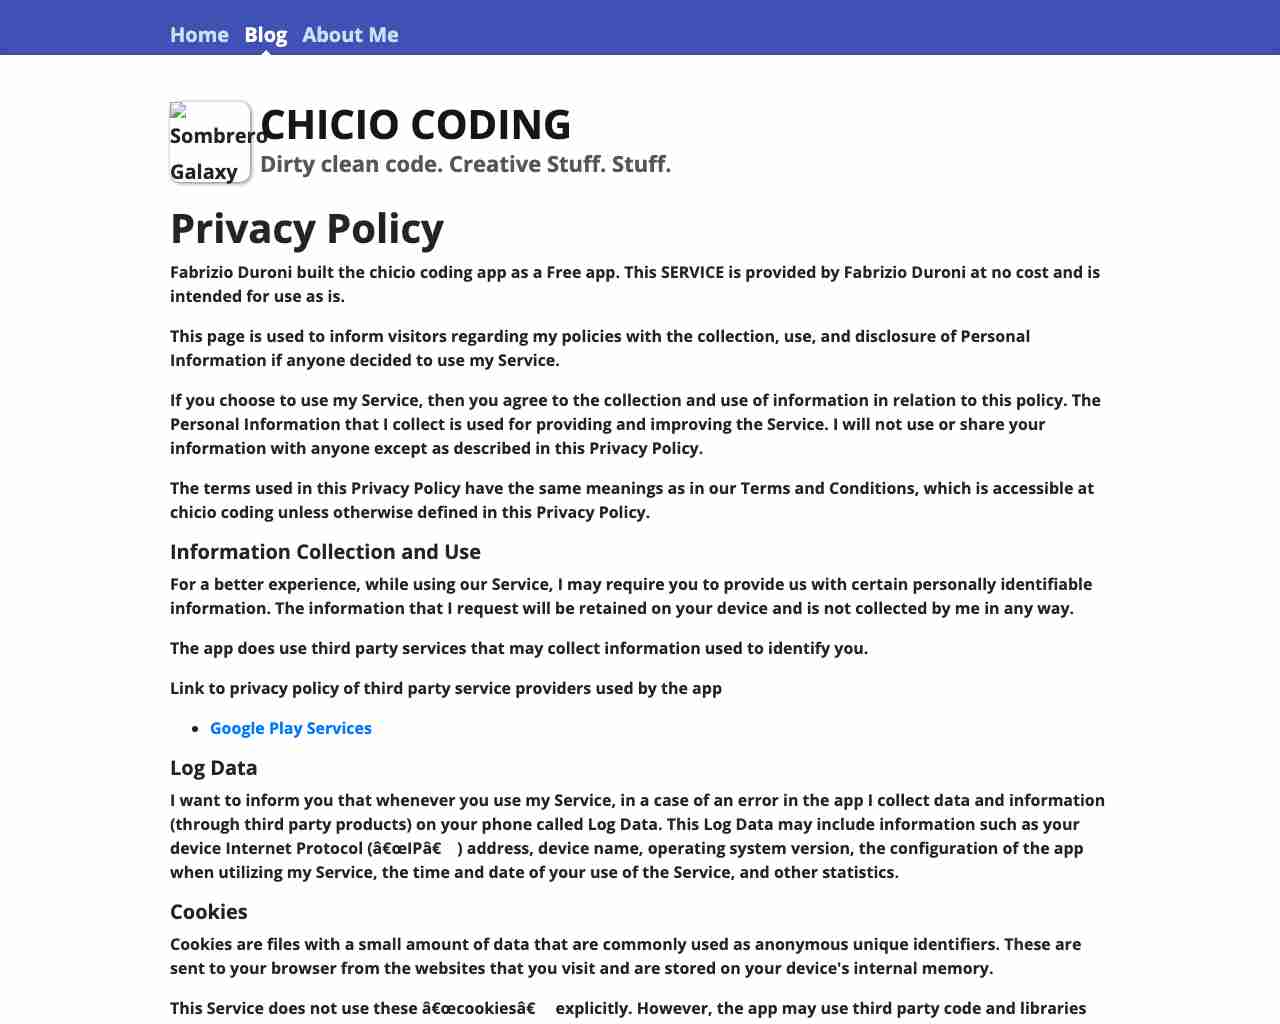 Home Blog About Me
Sombrero
Galaxy
CHICIO CODING
Dirty clean code. Creative Stuff. Stuff.
Privacy Policy
Fabrizio Duroni built the chicio coding app as a Free app. This SERVICE is provided by Fabrizio Duroni at no cost and is
intended for use as is.
This page is used to inform visitors regarding my policies with the collection, use, and disclosure of Personal
Information if anyone decided to use my Service.
If you choose to use my Service, then you agree to the collection and use of information in relation to this policy. The
Personal Information that I collect is used for providing and improving the Service. I will not use or share your
information with anyone except as described in this Privacy Policy.
The terms used in this Privacy Policy have the same meanings as in our Terms and Conditions, which is accessible at
chicio coding unless otherwise defined in this Privacy Policy.
Information Collection and Use
For a better experience, while using our Service, I may require you to provide us with certain personally identifiable
information. The information that I request will be retained on your device and is not collected by me in any way.
The app does use third party services that may collect information used to identify you.
Link to privacy policy of third party service providers used by the app
• Google Play Services
Log Data
I want to inform you that whenever you use my Service, in a case of an error in the app I collect data and information
(through third party products) on your phone called Log Data. This Log Data may include information such as your
device Internet Protocol (â€œIPâ€ ) address, device name, operating system version, the configuration of the app
when utilizing my Service, the time and date of your use of the Service, and other statistics.
Cookies
Cookies are files with a small amount of data that are commonly used as anonymous unique identifiers. These are
sent to your browser from the websites that you visit and are stored on your device's internal memory.
This Service does not use these â€œcookiesâ€ explicitly. However, the app may use third party code and libraries